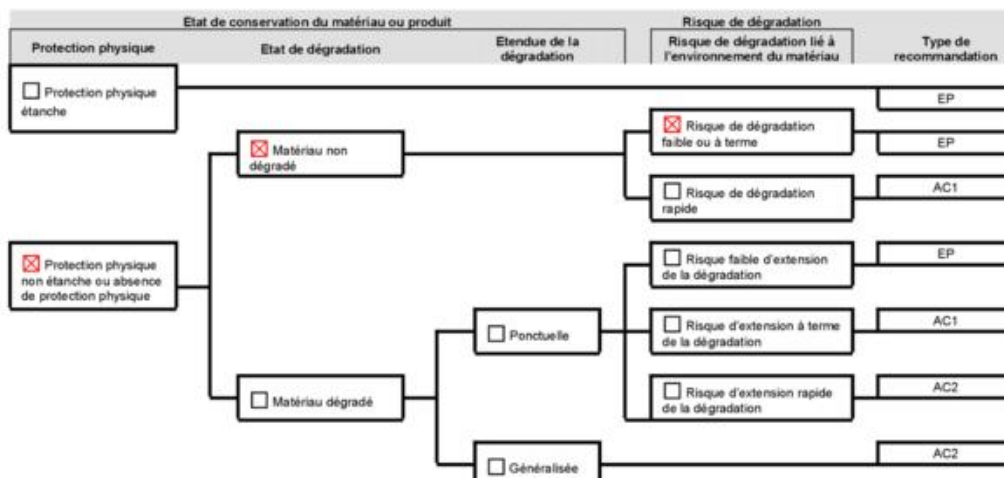 Etat de conservation du matériau ou produit
Risque de dégradation
Protection physique
Etat de dégradation
Etendue de la
dégradation
Risque de dégradation lié à
l'environnement du matériau
Type de
recommandation
Protection physique
étanche
EP
Matériau non
dégradé
Risque de dégradation
faible ou à terme
EP
Risque de dégradation
rapide
AC1
Protection physique
non étanche ou absence
de protection physique
Risque faible d'extension
de la dégradation
EP
Ponctuelle
Risque d'extension à terme
de la dégradation
AC1
Matériau dégradé
Risque d'extension rapide
de la dégradation
AC2
Généralisée
AC2